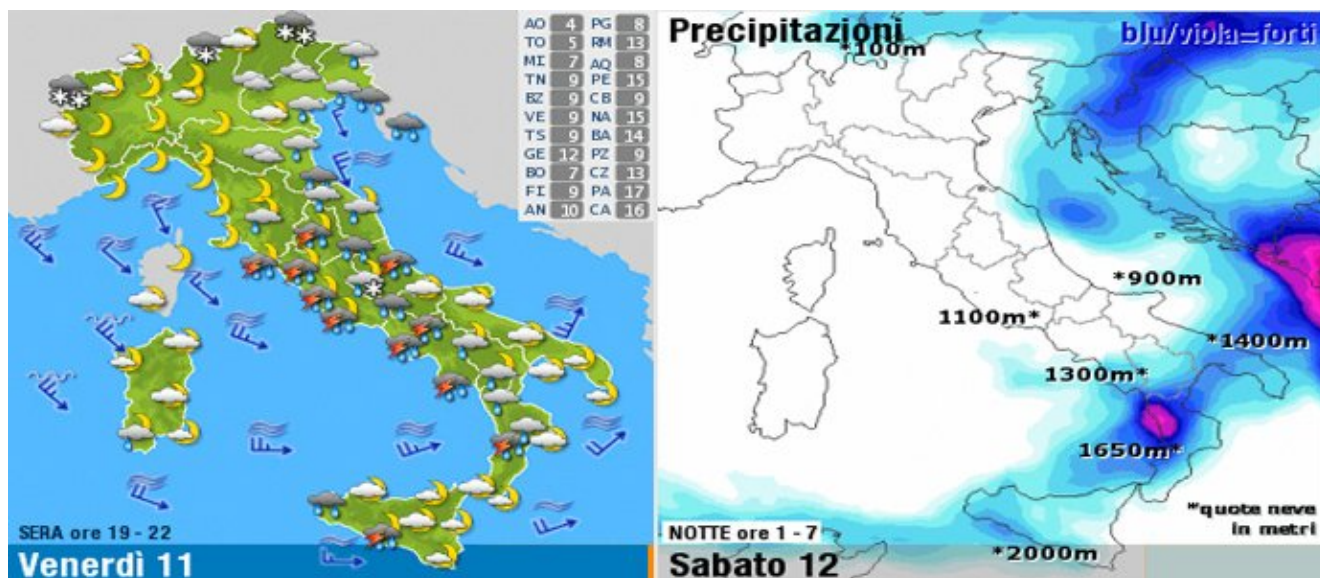 AO 4 PG 8
TO 5 RM 13
MI 7 AQ 8
TN 9 PE 15
BZ 9 CB 9
VE 9 NA 15
TS 9 BA 14
GE 12 PZ 9
BO 7 CZ 13
FI 9 PA 17
AN 10 CA 16
SERA ore 19 - 22
Venerdì 11
Precipitazioni
blu/viola=forti
*100m
*900m
1100m*
*1400m
1300m*
1650m*
*quote neve
in metri
NOTTE ore 1 - 7
*2000m
Sabato 12